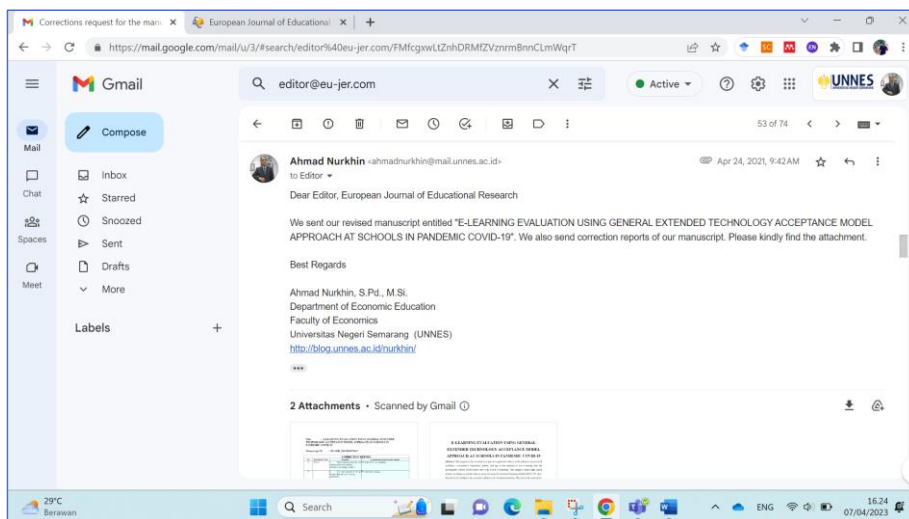 Corrections request for the manu
European Journal of Educational
https://mail.google.com/mail/u/3/#search/editor%40eu-jer.com/FMfcgxwLtZnhDRMfZVznrmBnnCLmWqrT
Gmail
editor@eu-jer.com
Active
UNNES
Mail
Chat
Spaces
Meet
Compose
Inbox
Starred
Snoozed
Sent
Drafts
More
Labels
53 of 74
Ahmad Nurkhin <ahmadnurkhin@mail.unnes.ac.id>
Apr 24, 2021, 9:42 AM
to Editor
Dear Editor, European Journal of Educational Research
We sent our revised manuscript entitled "E-LEARNING EVALUATION USING GENERAL EXTENDED TECHNOLOGY ACCEPTANCE MODEL
APPROACH AT SCHOOLS IN PANDEMIC COVID-19". We also send correction reports of our manuscript. Please kindly find the attachment.
Best Regards
Ahmad Nurkhin, S.Pd., M.Si.
Department of Economic Education
Faculty of Economics
Universitas Negeri Semarang (UNNES)
http://blog.unnes.ac.id/nurkhin/
2 Attachments • Scanned by Gmail
E-LEARNING EVALUATION USING GENERAL
EXTENDED TECHNOLOGY ACCEPTANCE MODEL
APPROACH AT SCHOOLS IN PANDEMIC COVID-19
29°C
Berawan
Search
ENG
16.24
07/04/2023